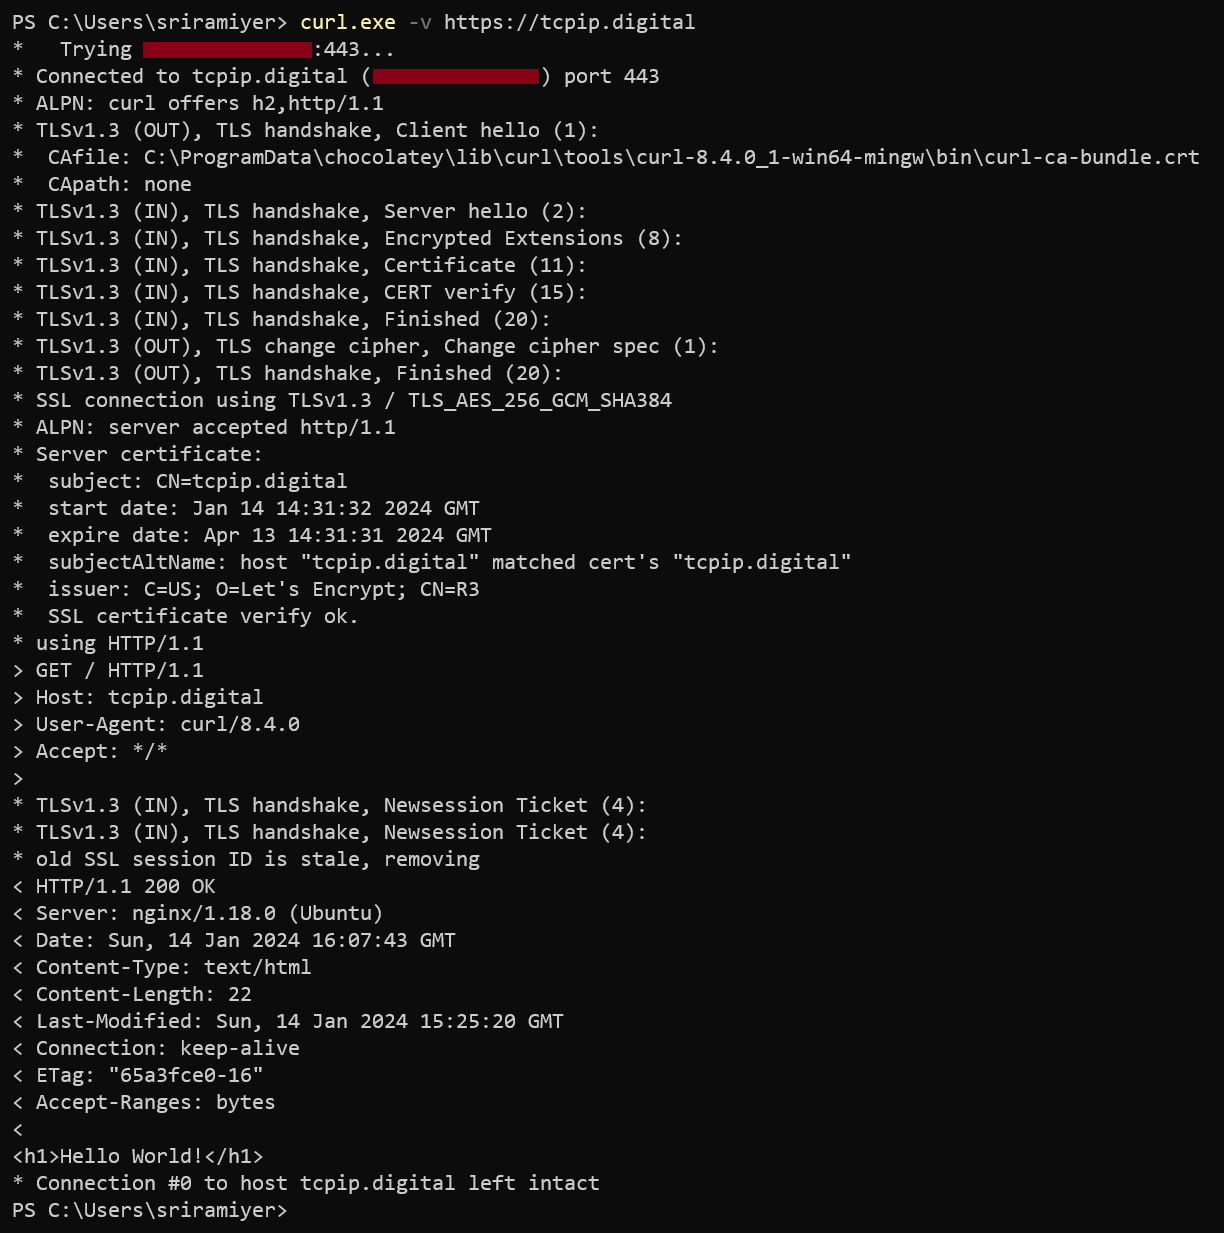 PS C:\Users\sriramiyer> curl.exe -v https://tcpip.digital
*   Trying :443...
* Connected to tcpip.digital () port 443
* ALPN: curl offers h2,http/1.1
* TLSv1.3 (OUT), TLS handshake, Client hello (1):
*  CAfile: C:\ProgramData\chocolatey\lib\curl\tools\curl-8.4.0_1-win64-mingw\bin\curl-ca-bundle.crt
*  CApath: none
* TLSv1.3 (IN), TLS handshake, Server hello (2):
* TLSv1.3 (IN), TLS handshake, Encrypted Extensions (8):
* TLSv1.3 (IN), TLS handshake, Certificate (11):
* TLSv1.3 (IN), TLS handshake, CERT verify (15):
* TLSv1.3 (IN), TLS handshake, Finished (20):
* TLSv1.3 (OUT), TLS change cipher, Change cipher spec (1):
* TLSv1.3 (OUT), TLS handshake, Finished (20):
* SSL connection using TLSv1.3 / TLS_AES_256_GCM_SHA384
* ALPN: server accepted http/1.1
* Server certificate:
*  subject: CN=tcpip.digital
*  start date: Jan 14 14:31:32 2024 GMT
*  expire date: Apr 13 14:31:31 2024 GMT
*  subjectAltName: host "tcpip.digital" matched cert's "tcpip.digital"
*  issuer: C=US; O=Let's Encrypt; CN=R3
*  SSL certificate verify ok.
* using HTTP/1.1
> GET / HTTP/1.1
> Host: tcpip.digital
> User-Agent: curl/8.4.0
> Accept: */*
>
* TLSv1.3 (IN), TLS handshake, Newsession Ticket (4):
* TLSv1.3 (IN), TLS handshake, Newsession Ticket (4):
* old SSL session ID is stale, removing
< HTTP/1.1 200 OK
< Server: nginx/1.18.0 (Ubuntu)
< Date: Sun, 14 Jan 2024 16:07:43 GMT
< Content-Type: text/html
< Content-Length: 22
< Last-Modified: Sun, 14 Jan 2024 15:25:20 GMT
< Connection: keep-alive
< ETag: "65a3fce0-16"
< Accept-Ranges: bytes
<
<h1>Hello World!</h1>
* Connection #0 to host tcpip.digital left intact
PS C:\Users\sriramiyer>